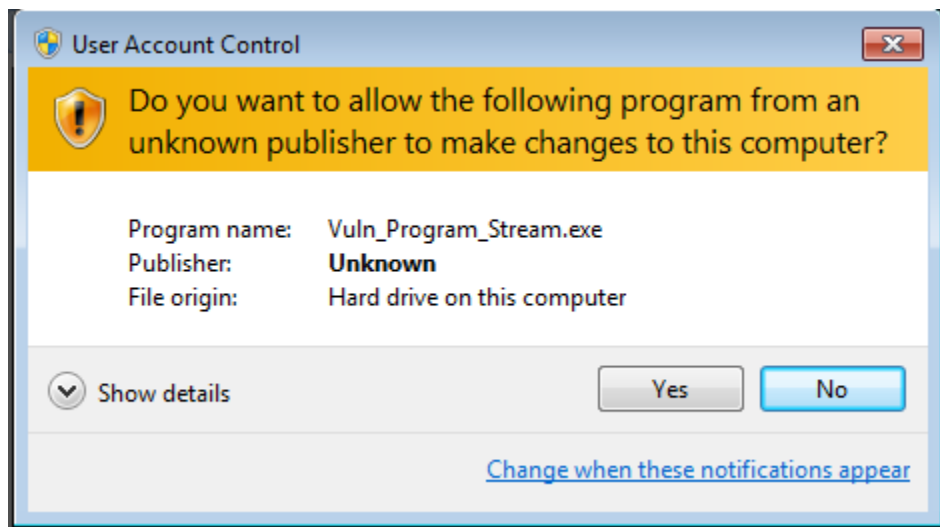 User Account Control
Do you want to allow the following program from an
unknown publisher to make changes to this computer?
Program name: Vuln_Program_Stream.exe
Publisher: Unknown
File origin: Hard drive on this computer
Show details
Yes
No
Change when these notifications appear